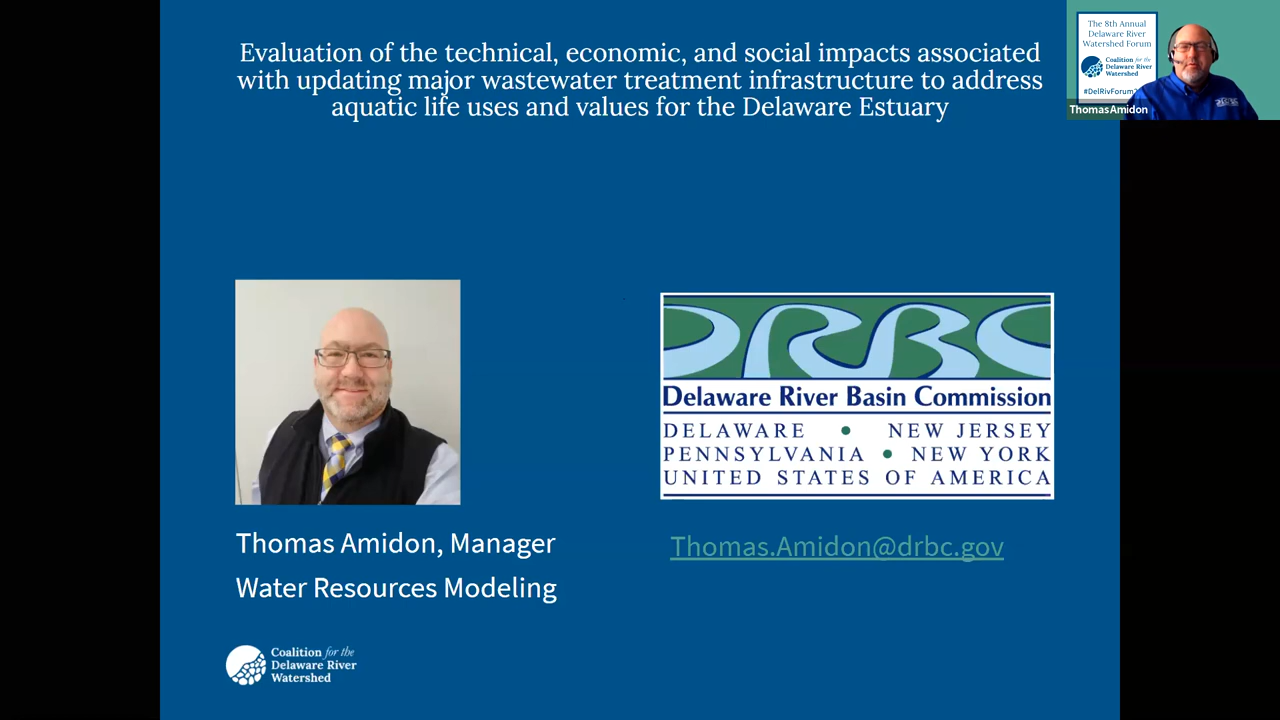 Evaluation of the technical, economic, and social impacts associated
with updating major wastewater treatment infrastructure to address
aquatic life uses and values for the Delaware Estuary
The 8th Annual
Delaware River
Watershed Forum
Coalition for the
Delaware River
Watershed
#DelRivForum
Thomas Amidon
DRBC
Delaware River Basin Commission
DELAWARE • NEW JERSEY
PENNSYLVANIA • NEW YORK
UNITED STATES OF AMERICA
Thomas Amidon, Manager
Water Resources Modeling
Thomas.Amidon@drbc.gov
Coalition for the
Delaware River
Watershed